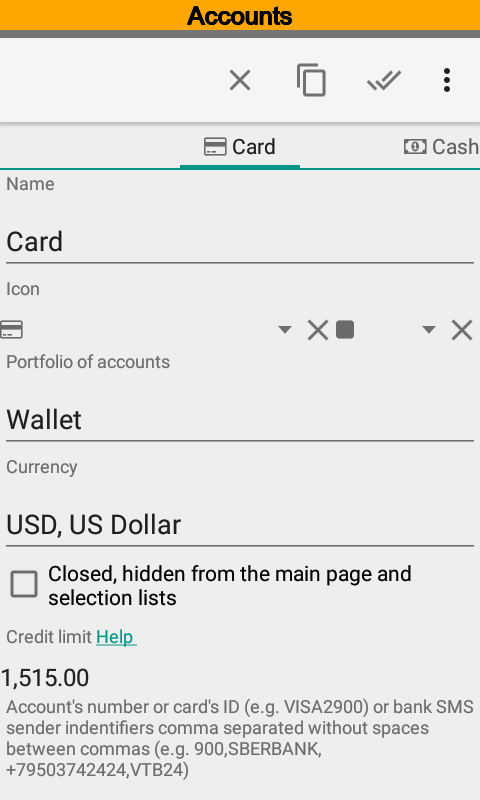 Accounts
Card
Cash
Name
Card
Icon
Portfolio of accounts
Wallet
Currency
USD, US Dollar
Closed, hidden from the main page and
selection lists
Credit limit Help
1,515.00
Account's number or card's ID (e.g. VISA2900) or bank SMS
sender indentifiers comma separated without spaces
between commas (e.g. 900,SBERBANK,
+79503742424,VTB24)